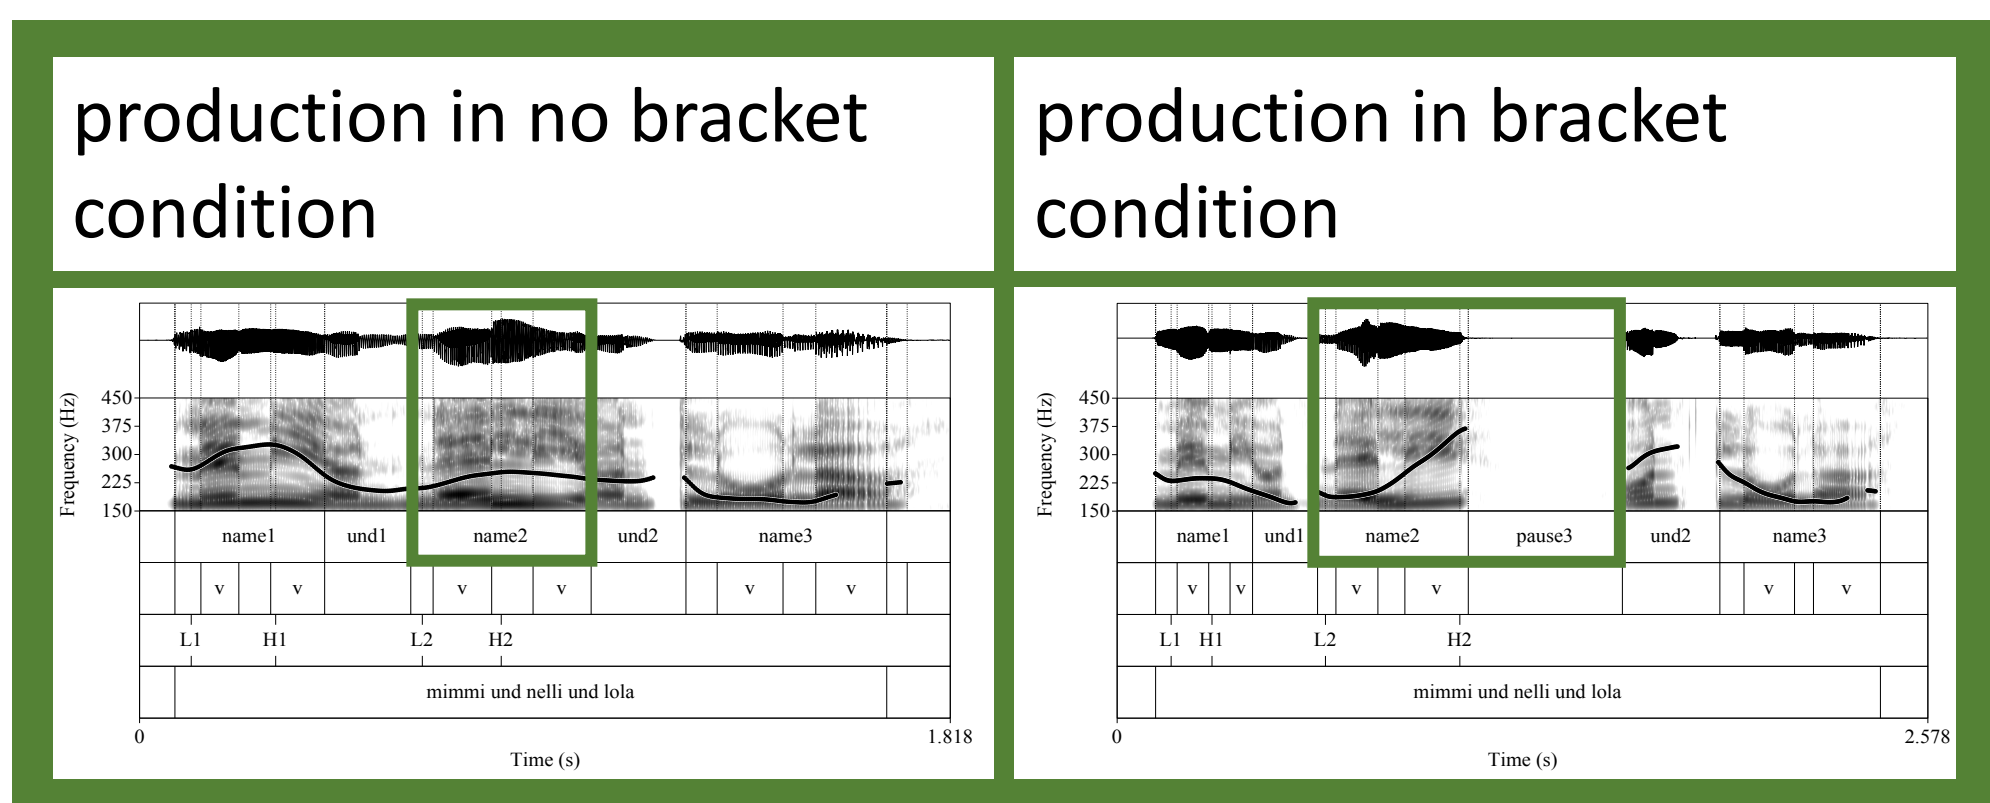 production in no bracket
condition
production in bracket
condition
Frequency (Hz)
450
375
300
225
150
name1 und1 name2 und2 name3
v v v v v v
L1 H1 L2 H2
mimmi und nelli und lola
0 1.818
Time (s)
Frequency (Hz)
450
375
300
225
150
name1 und1 name2 pause3 und2 name3
v v v v v v
L1 H1 L2 H2
mimmi und nelli und lola
0 2.578
Time (s)